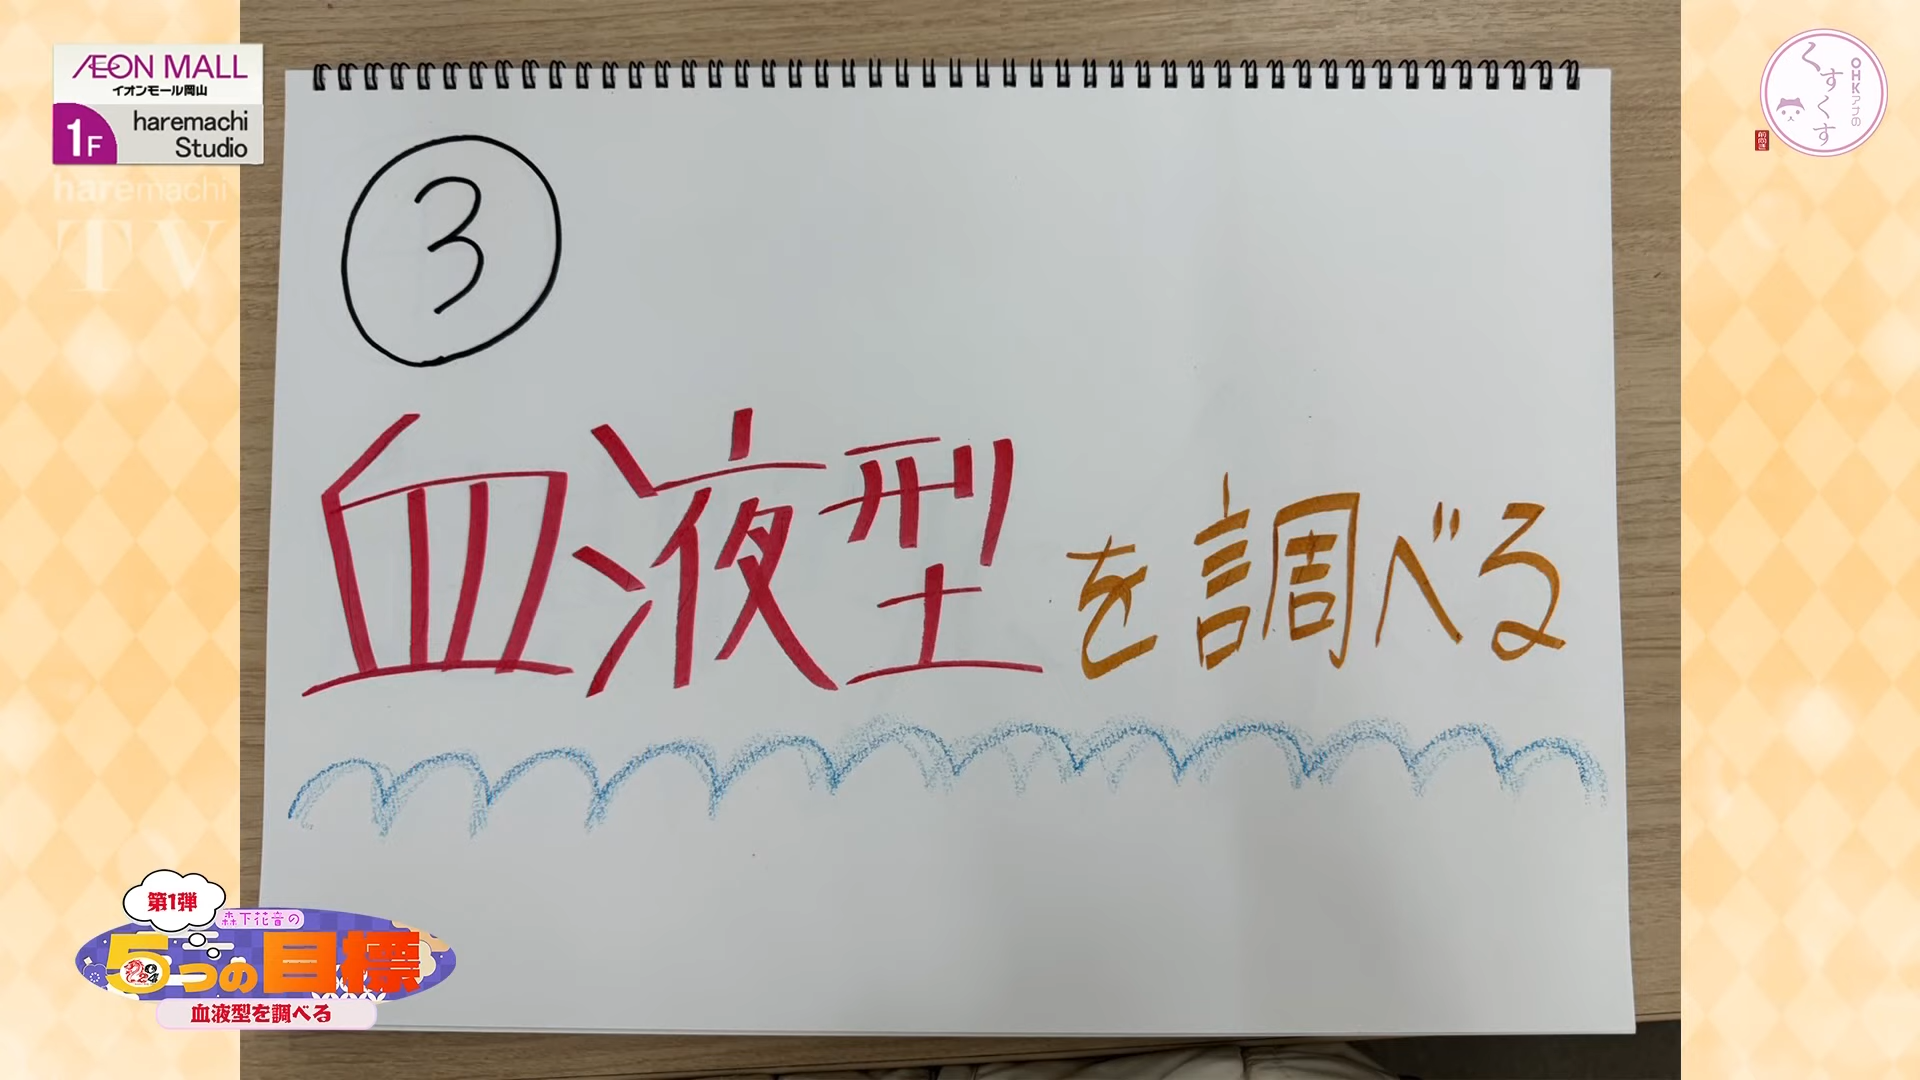 ÆON MALL
イオンモール岡山
1F
haremachi
Studio
haremachi
TV
OHKアナの
くすくす
③
血液型を調べる
第1弾
森下花音の
5つの目標
血液型を調べる